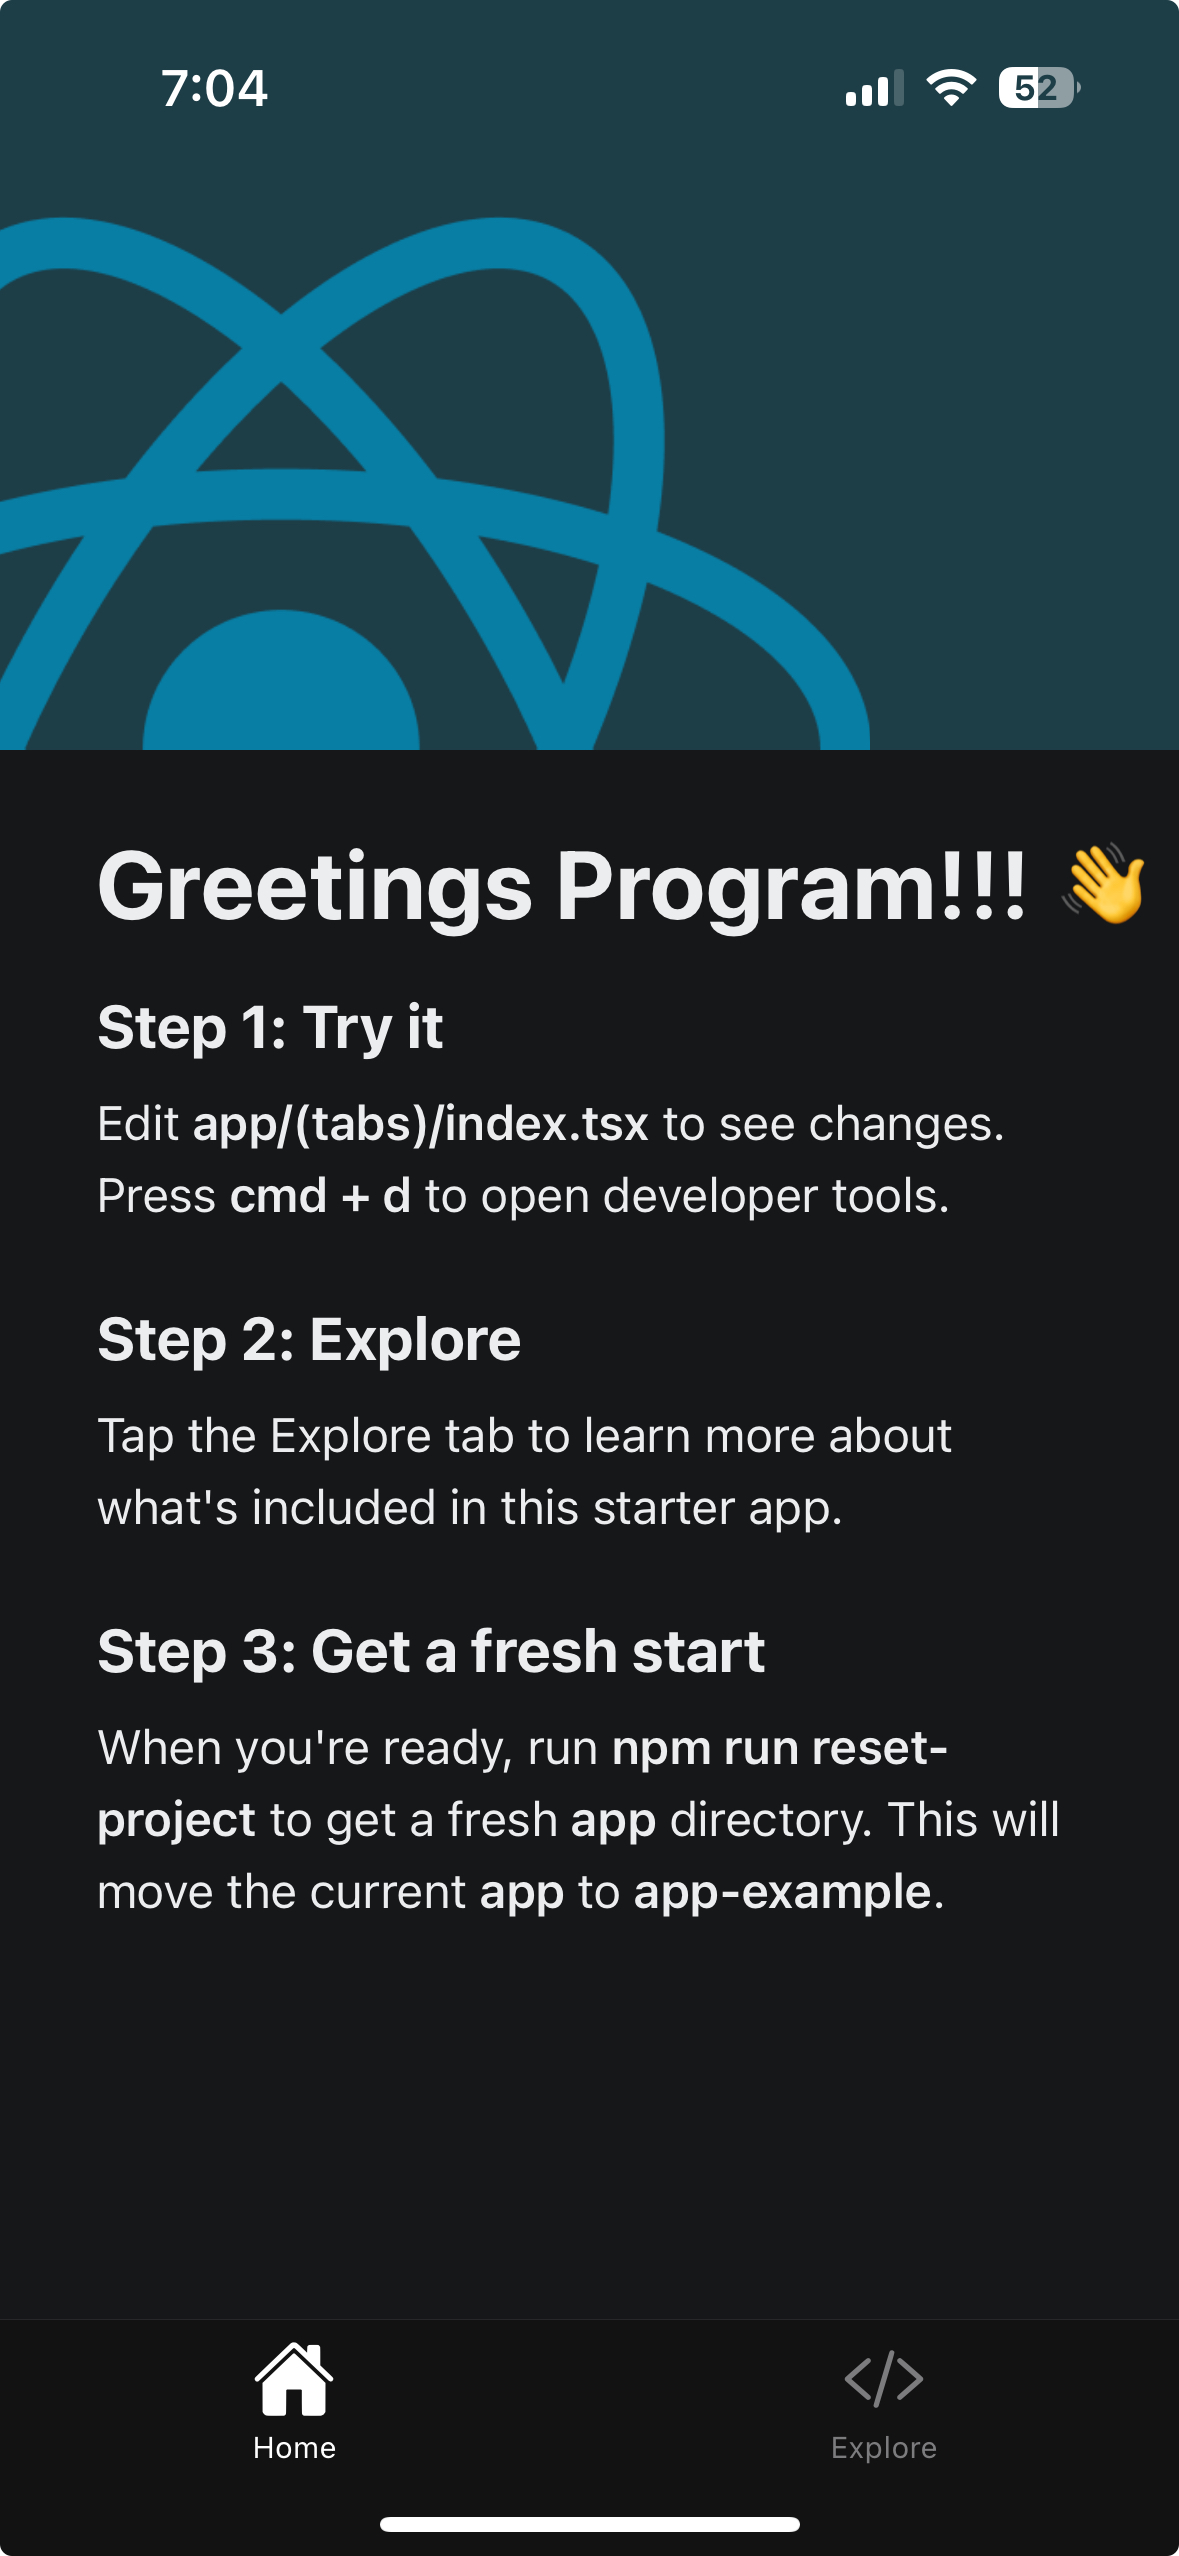 7:04
52
Greetings Program!!! 👋
Step 1: Try it
Edit app/(tabs)/index.tsx to see changes.
Press cmd + d to open developer tools.
Step 2: Explore
Tap the Explore tab to learn more about
what's included in this starter app.
Step 3: Get a fresh start
When you're ready, run npm run reset-
project to get a fresh app directory. This will
move the current app to app-example.
Home
Explore